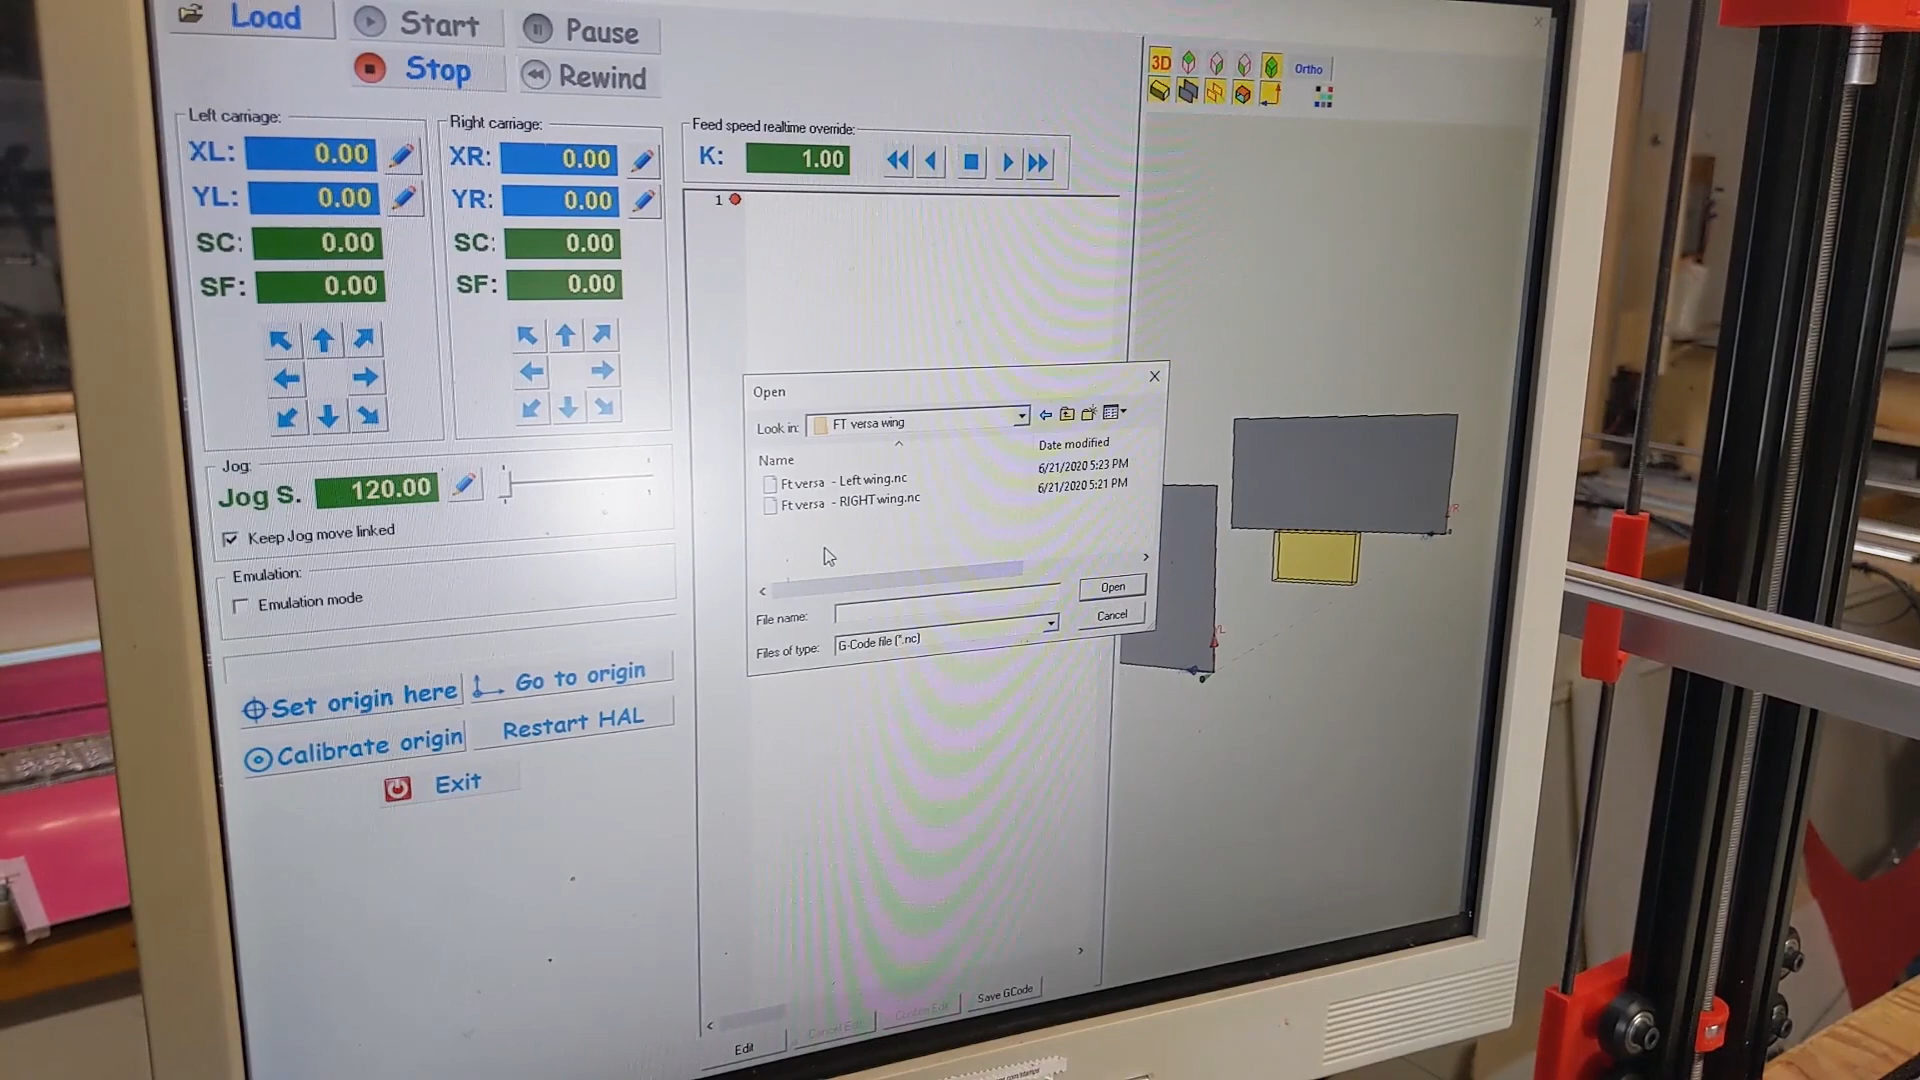 Load
Start
Pause
Stop
Rewind
Left carriage:
XL: 0.00
YL: 0.00
SC: 0.00
SF: 0.00
Right carriage:
XR: 0.00
YR: 0.00
SC: 0.00
SF: 0.00
Feed speed realtime override:
K: 1.00
1
3D
Ortho
Jog:
Jog S. 120.00
Keep Jog move linked
Emulation:
Emulation mode
Set origin here
Go to origin
Calibrate origin
Restart HAL
Exit
Open
Look in: FT versa wing
Name
Date modified
Ft versa - Left wing.nc
6/21/2020 5:23 PM
Ft versa - RIGHT wing.nc
6/21/2020 5:21 PM
File name:
Open
Files of type: G-Code file (*.nc)
Cancel
Edit
Cancel Edit
Save GCode